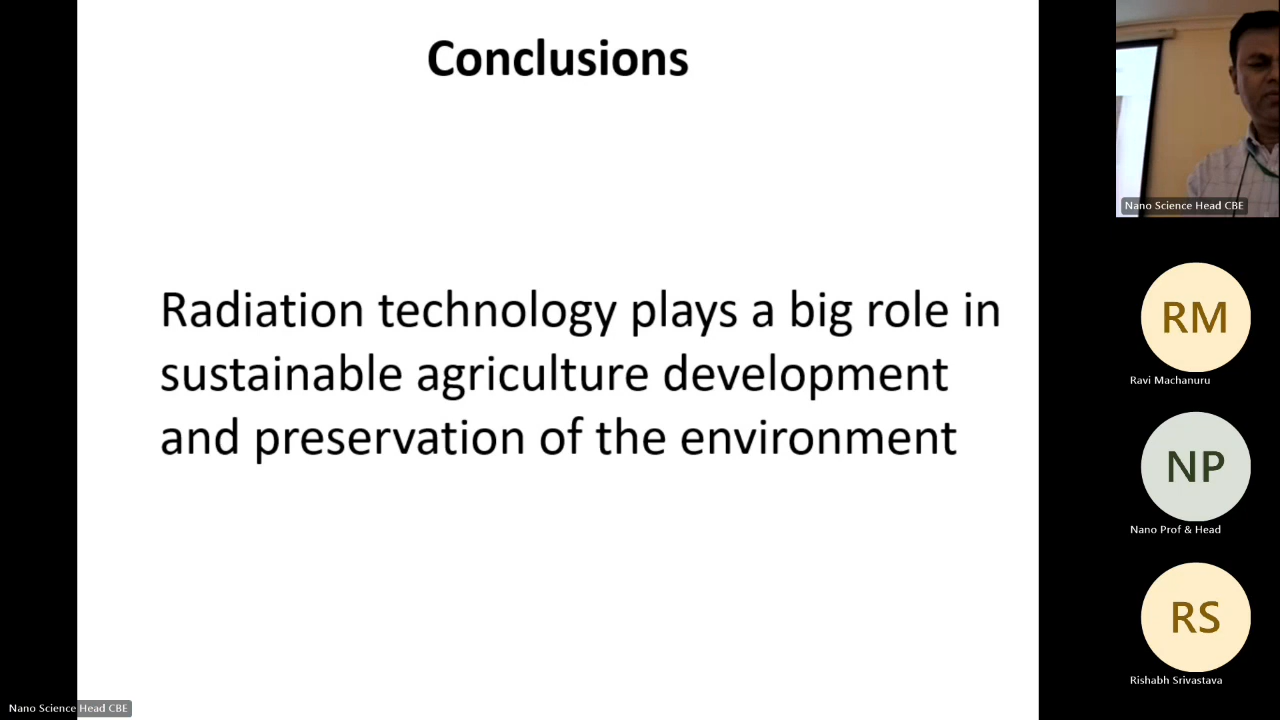 Conclusions
Radiation technology plays a big role in
sustainable agriculture development
and preservation of the environment
Nano Science Head CBE
Nano Science Head CBE
RM
Ravi Machanuru
NP
Nano Prof & Head
RS
Rishabh Srivastava